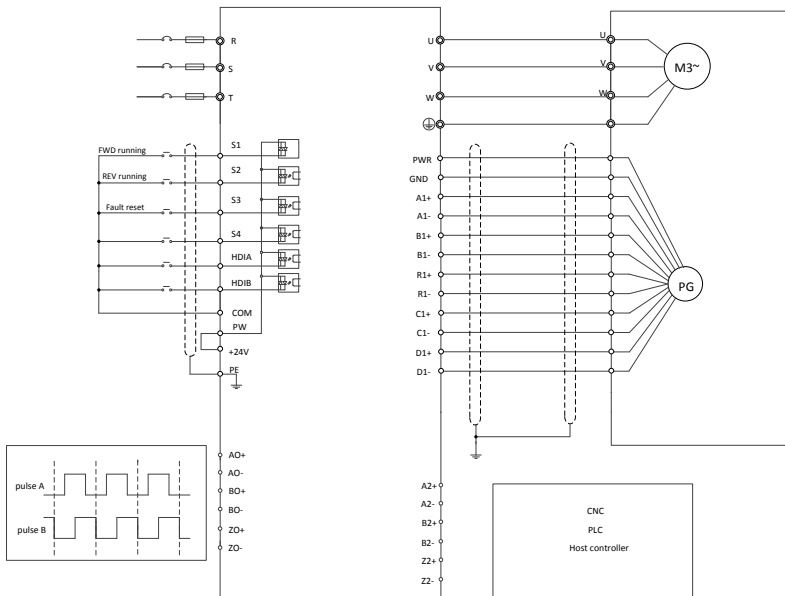 R
S
T
FWD running
S1
REV running
S2
Fault reset
S3
S4
HDIA
HDIB
COM
PW
+24V
PE
U
V
W
U
V
W
M3~
PWR
GND
A1+
A1-
B1+
B1-
R1+
R1-
C1+
C1-
D1+
D1-
PG
pulse A
pulse B
AO+
AO-
BO+
BO-
ZO+
ZO-
A2+
A2-
B2+
B2-
Z2+
Z2-
CNC
PLC
Host controller